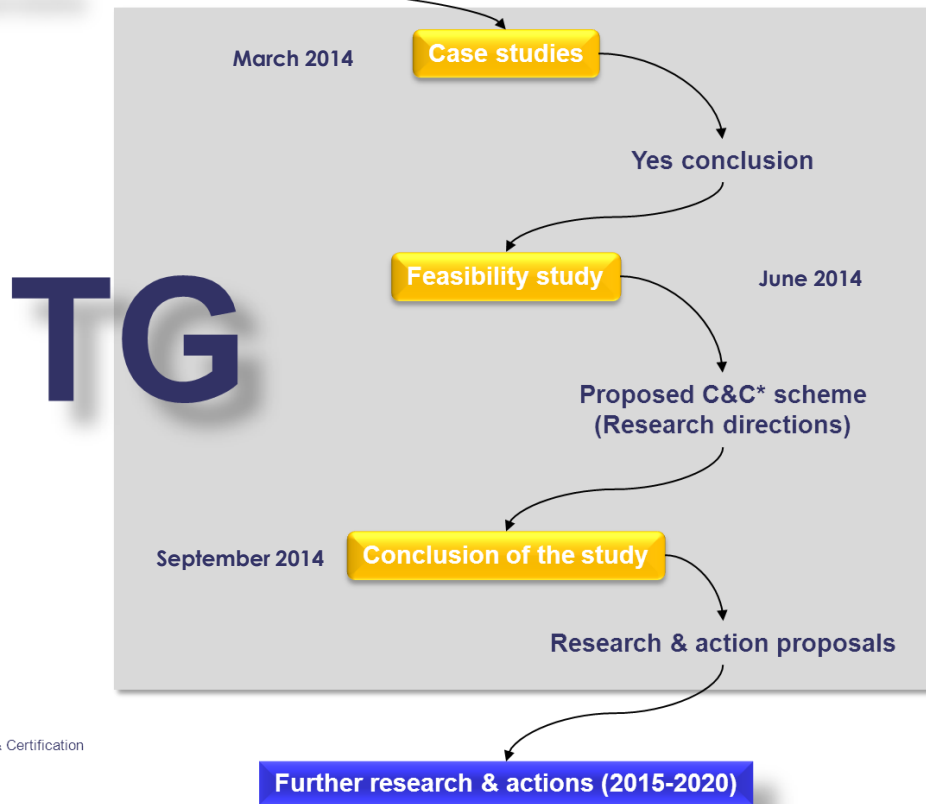 March 2014
Case studies
Yes conclusion
TG
Feasibility study
June 2014
Proposed C&C* scheme
(Research directions)
September 2014
Conclusion of the study
Research & action proposals
Certification
Further research & actions (2015-2020)